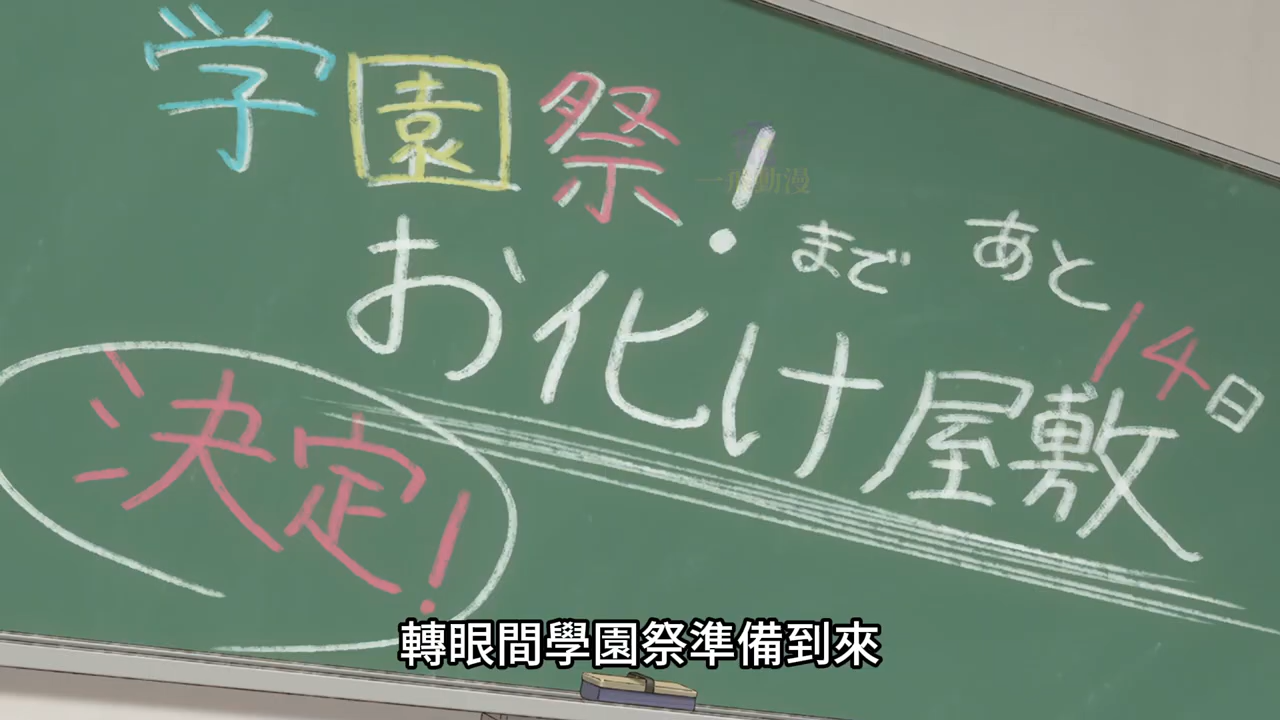 学園祭!
まで あと14日
お化け屋敷
決定!
轉眼間學園祭準備到來